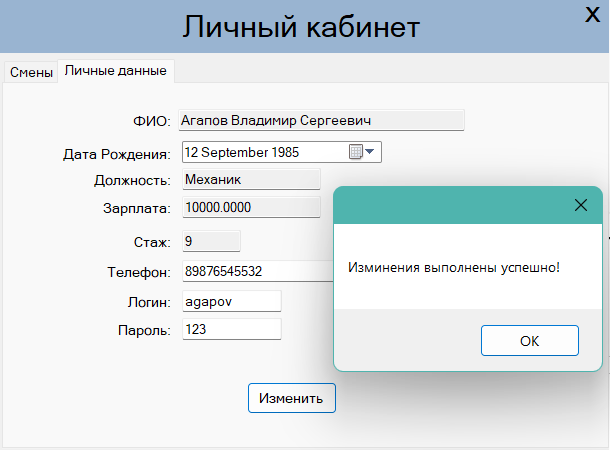 Личный кабинет
X
Смены
Личные данные
ФИО: Агапов Владимир Сергеевич
Дата Рождения: 12 September 1985
Должность: Механик
Зарплата: 10000.0000
Стаж: 9
Телефон: 89876545532
Логин: agapov
Пароль: 123
Изменить
Изминения выполнены успешно!
OK